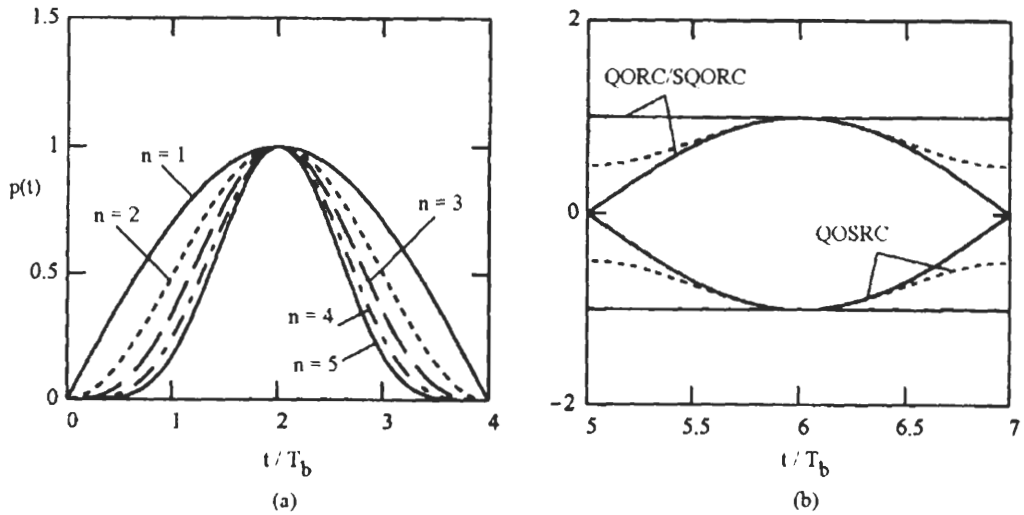 1.5
1
p(t)
0.5
0
n = 1
n = 2
n = 3
n = 4
n = 5
0
1
2
3
4
t / T_b
(a)
2
0
−2
QORC/SQORC
QOSRC
5
5.5
6
6.5
7
t / T_b
(b)